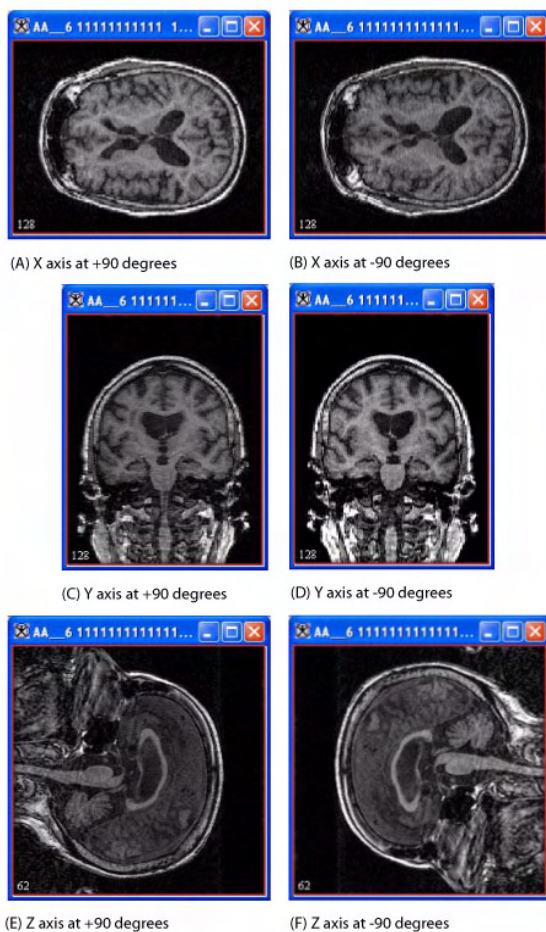 AA__6 11111111111 1...
AA__6 1111111111111...
128
128
(A) X axis at +90 degrees
(B) X axis at -90 degrees
AA__6 111111...
AA__6 111111...
128
128
(C) Y axis at +90 degrees
(D) Y axis at -90 degrees
AA__6 1111111111111...
AA__6 1111111111111...
62
62
(E) Z axis at +90 degrees
(F) Z axis at -90 degrees